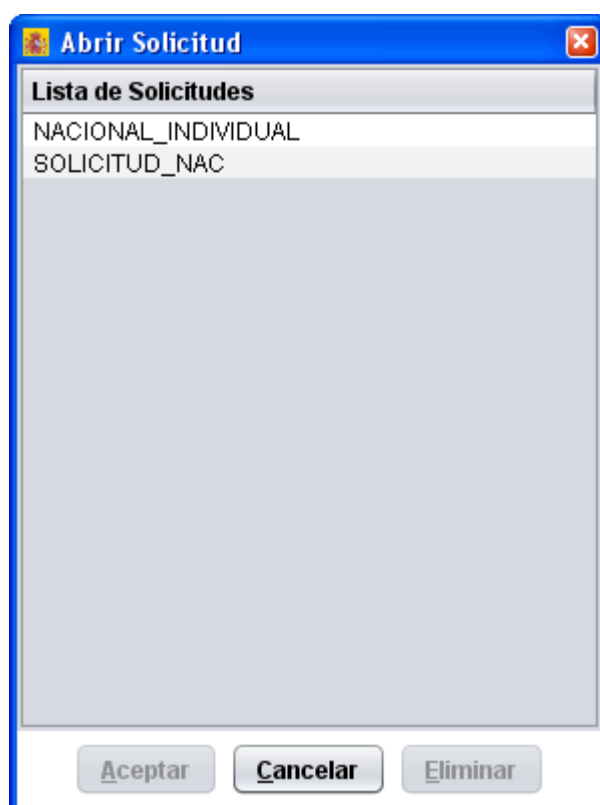 Abrir Solicitud
Lista de Solicitudes
NACIONAL_INDIVIDUAL
SOLICITUD_NAC
Aceptar Cancelar Eliminar